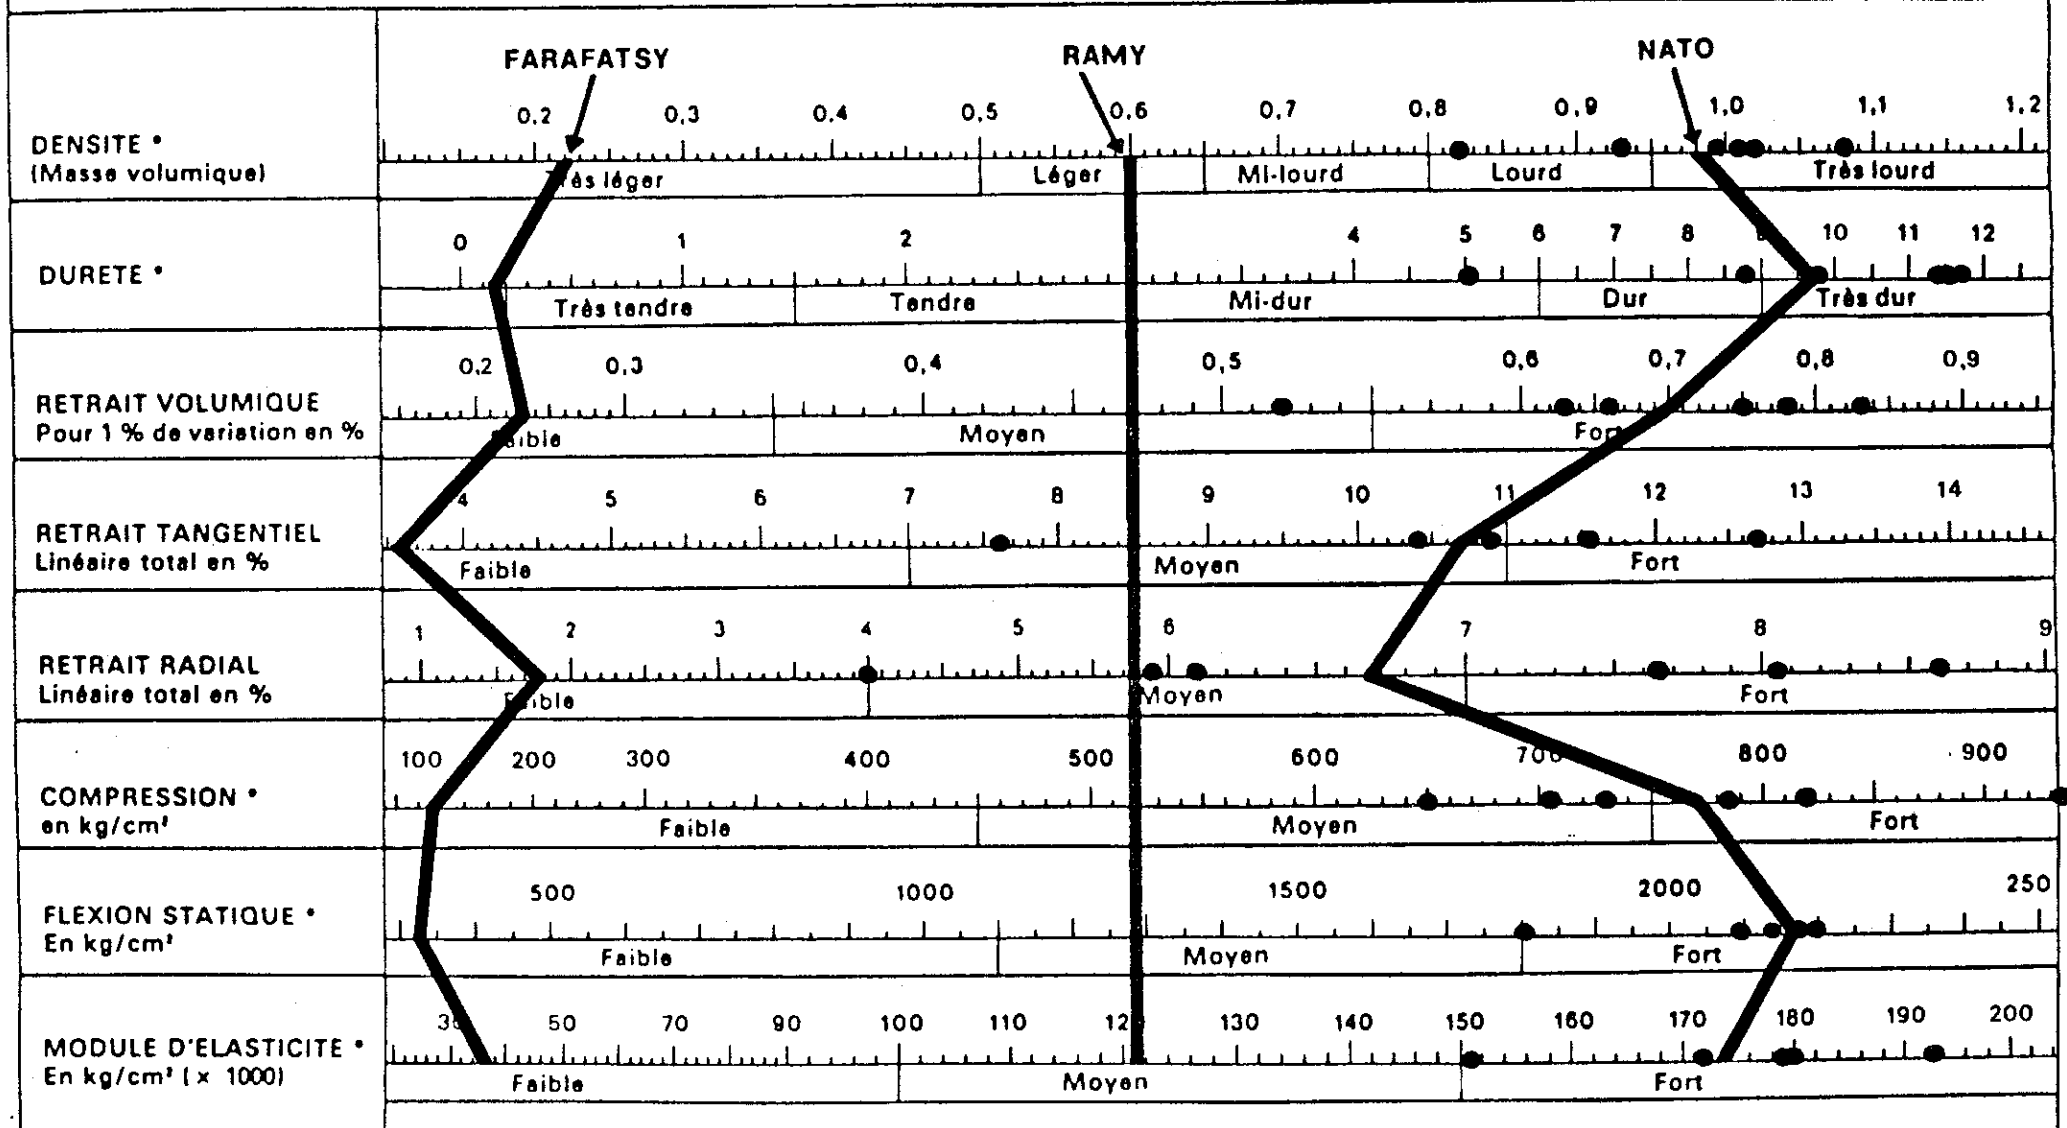 FARAFATSY RAMY NATO
0,2 0,3 0,4 0,5 0,6 0,7 0,8 0,9 1,0 1,1 1,2
DENSITE •
(Masse volumique)
Très léger Léger Mi-lourd Lourd Très lourd
0 1 2 4 5 6 7 8 9 10 11 12
DURETE •
Très tendre Tendre Mi-dur Dur Très dur
0,2 0,3 0,4 0,5 0,6 0,7 0,8 0,9
RETRAIT VOLUMIQUE
Pour 1 % de variation en %
Faible Moyen Fort
4 5 6 7 8 9 10 11 12 13 14
RETRAIT TANGENTIEL
Linéaire total en %
Faible Moyen Fort
1 2 3 4 5 6 7 8 9
RETRAIT RADIAL
Linéaire total en %
Faible Moyen Fort
100 200 300 400 500 600 700 800 900
COMPRESSION •
en kg/cm²
Faible Moyen Fort
500 1000 1500 2000 250
FLEXION STATIQUE •
En kg/cm²
Faible Moyen Fort
50 70 90 100 110 130 140 150 160 170 180 190 200
MODULE D'ELASTICITE •
En kg/cm² ( x 1000)
Faible Moyen Fort